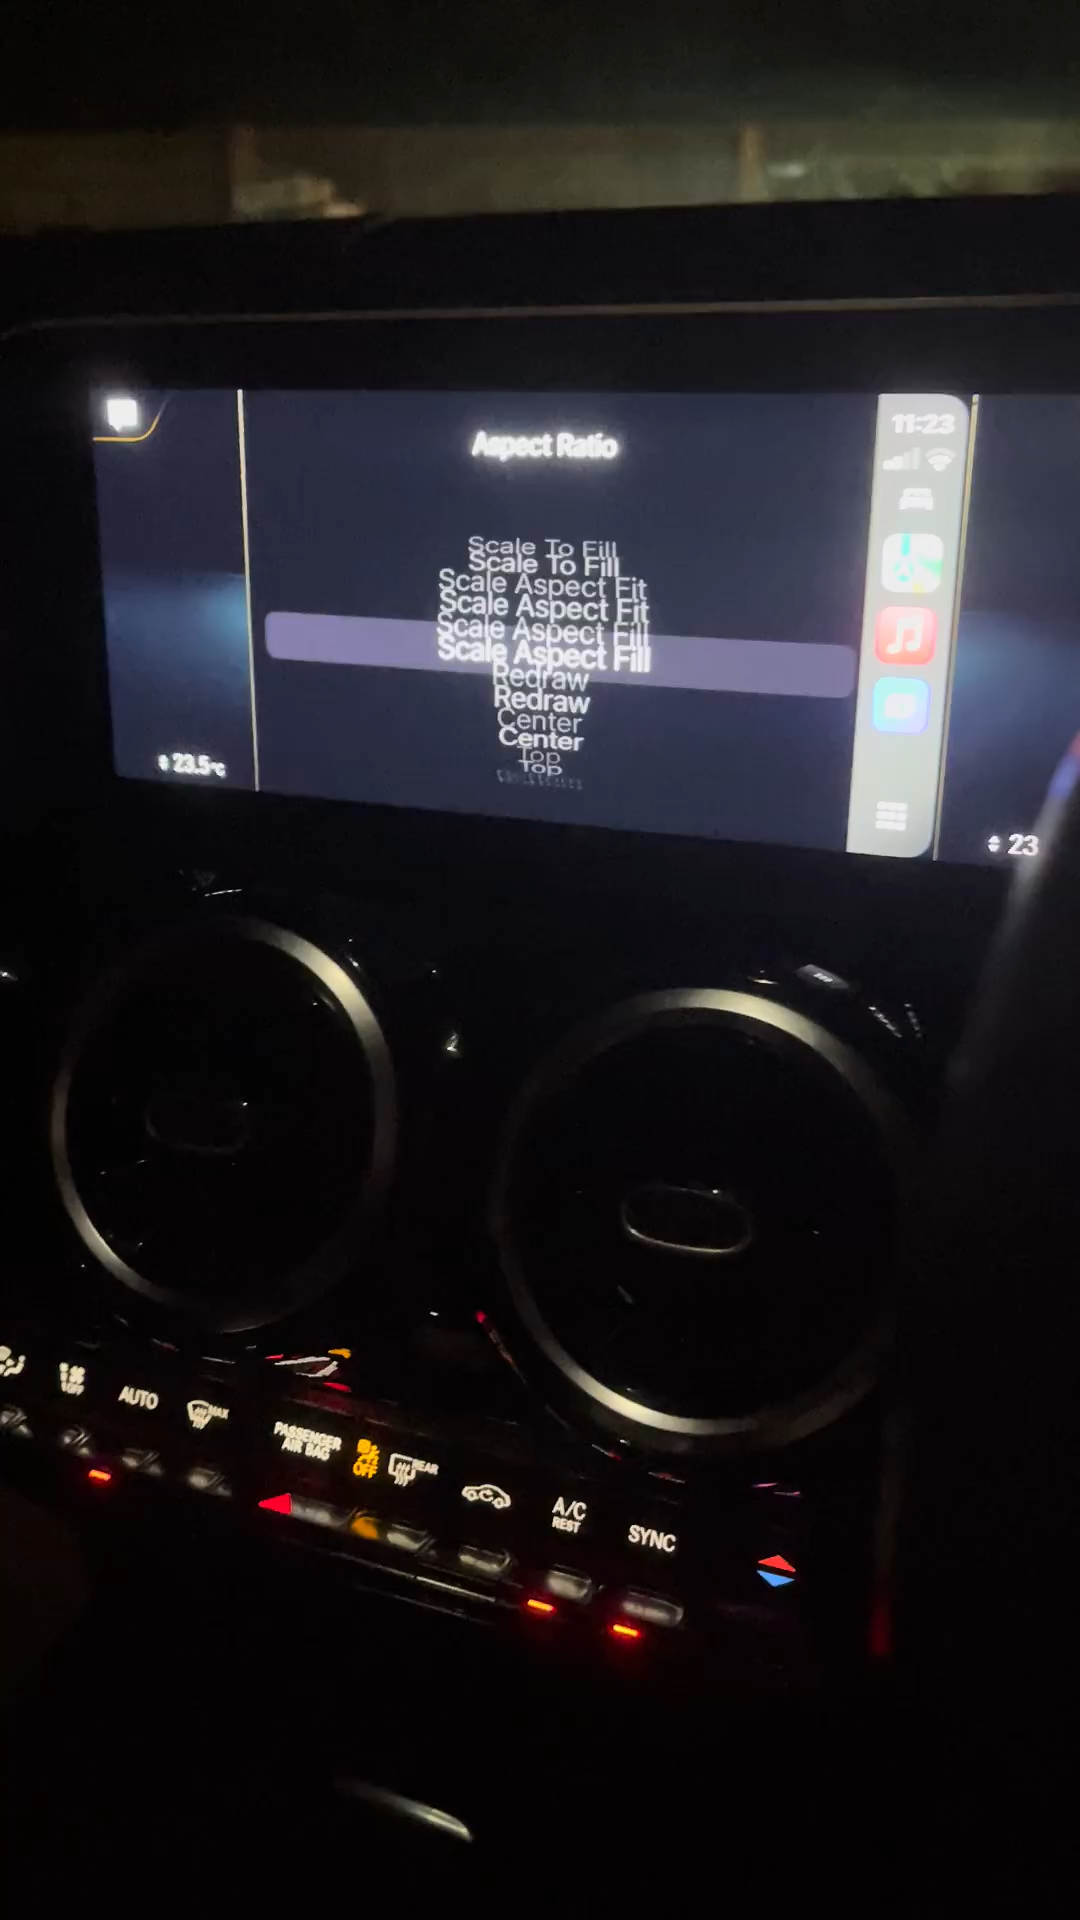 Aspect Ratio
11:23
Scale To Fill
Scale To Fill
Scale Aspect Fit
Scale Aspect Fit
Scale Aspect Fill
Scale Aspect Fill
Redraw
Redraw
Center
Center
Top
Top
23.5°C
23
OFF
AUTO
MAX
PASSENGER
AIR BAG
OFF
REAR
A/C
REST
SYNC